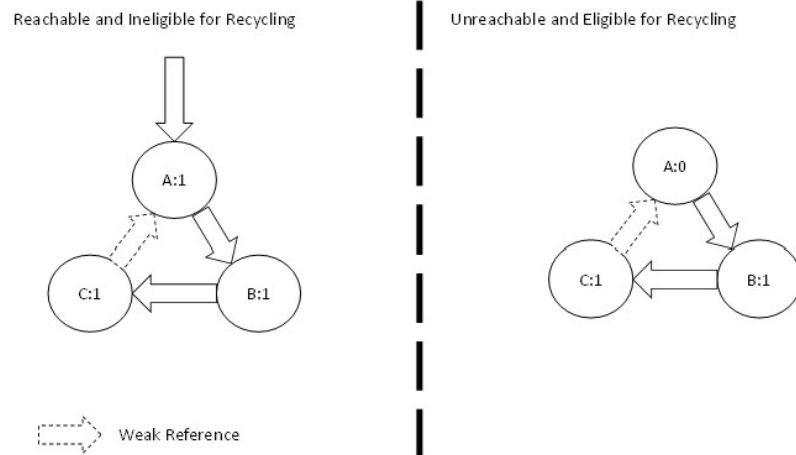 Reachable and Ineligible for Recycling
Unreachable and Eligible for Recycling
A:1
C:1
B:1
A:0
C:1
B:1
Weak Reference